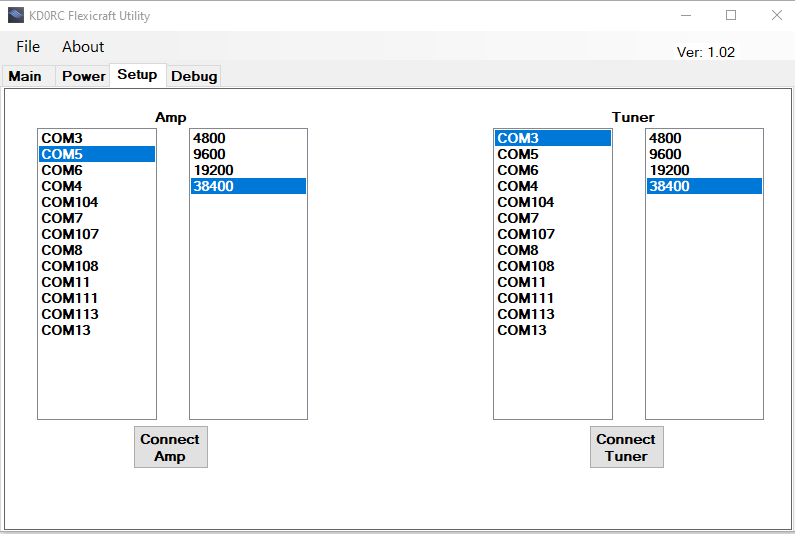 KD0RC Flexicraft Utility
File About
Ver: 1.02
Main Power Setup Debug
Amp
COM3
COM5
COM6
COM4
COM104
COM7
COM107
COM8
COM108
COM11
COM111
COM113
COM13
4800
9600
19200
38400
Connect
Amp
Tuner
COM3
COM5
COM6
COM4
COM104
COM7
COM107
COM8
COM108
COM11
COM111
COM113
COM13
4800
9600
19200
38400
Connect
Tuner